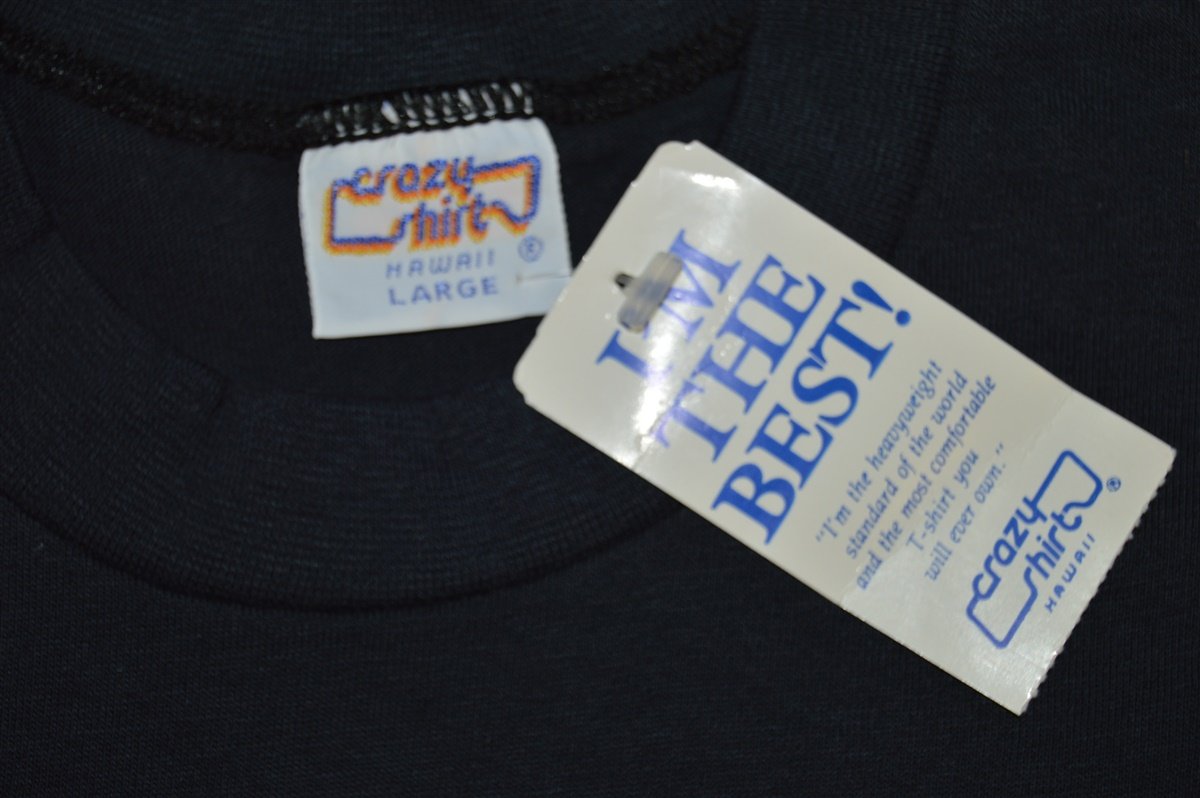 crazy
shirt
®
HAWAII
LARGE
I'M
THE
BEST!
"I'm the heavyweight
standard of the world
and the most comfortable
T-shirt you
will ever own."
crazy
shirt ®
HAWAII